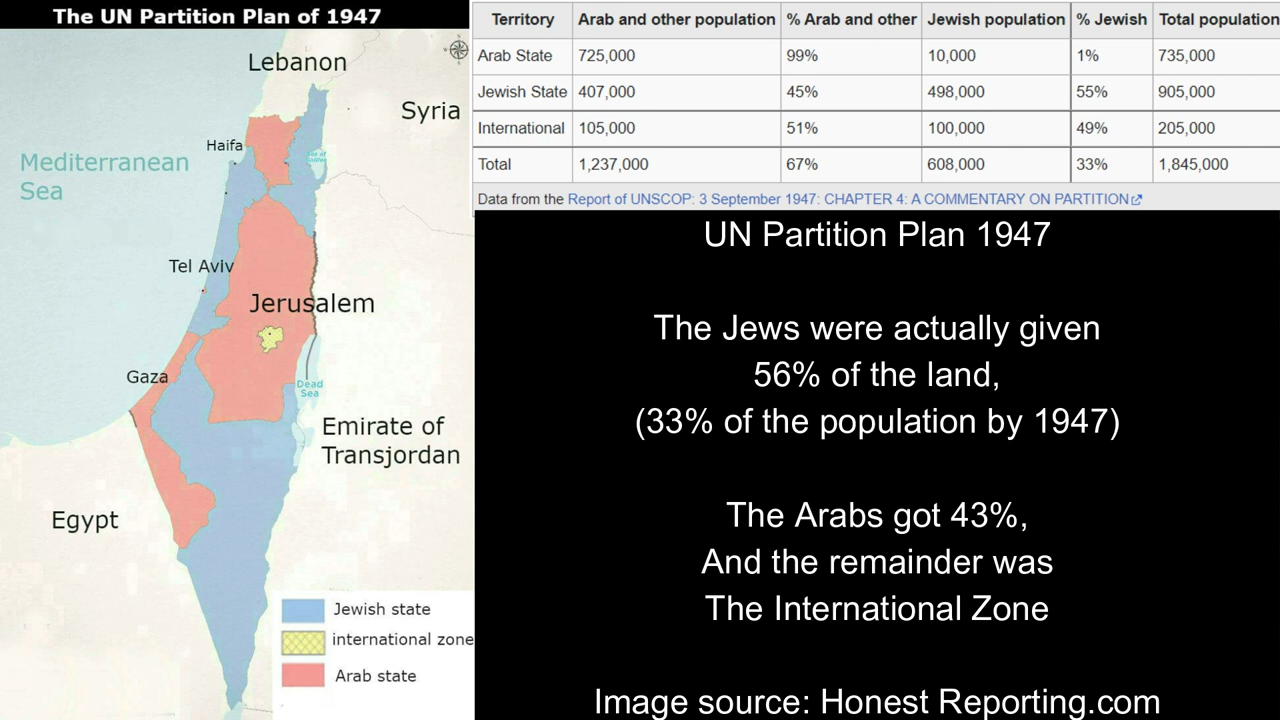 The UN Partition Plan of 1947
Lebanon
Syria
Haifa
Mediterranean
Sea
Tel Aviv
Jerusalem
Gaza
Dead
Sea
Emirate of
Transjordan
Egypt
Jewish state
international zone
Arab state
Territory Arab and other population % Arab and other Jewish population % Jewish Total population
Arab State 725,000 99% 10,000 1% 735,000
Jewish State 407,000 45% 498,000 55% 905,000
International 105,000 51% 100,000 49% 205,000
Total 1,237,000 67% 608,000 33% 1,845,000
Data from the Report of UNSCOP: 3 September 1947: CHAPTER 4: A COMMENTARY ON PARTITION
UN Partition Plan 1947
The Jews were actually given
56% of the land,
(33% of the population by 1947)
The Arabs got 43%,
And the remainder was
The International Zone
Image source: Honest Reporting.com